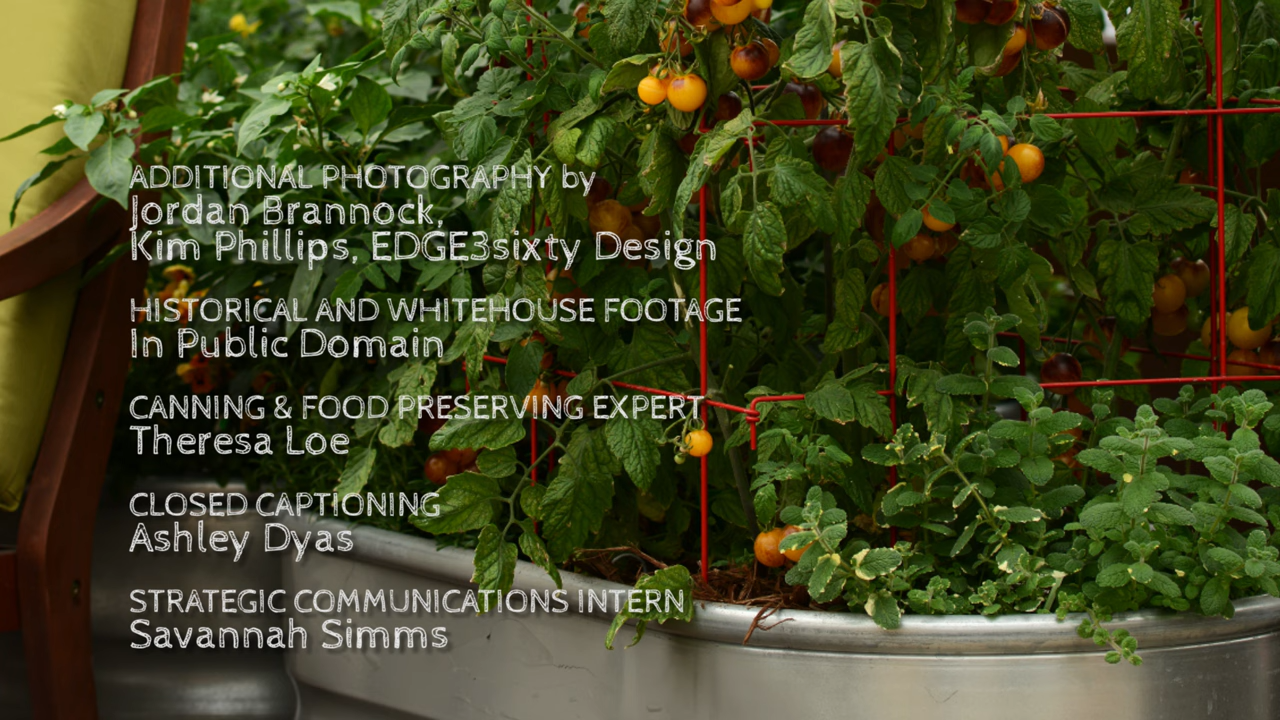 ADDITIONAL PHOTOGRAPHY by
Jordan Brannock,
Kim Phillips, EDGE3sixty Design
HISTORICAL AND WHITEHOUSE FOOTAGE
In Public Domain
CANNING & FOOD PRESERVING EXPERT
Theresa Loe
CLOSED CAPTIONING
Ashley Dyas
STRATEGIC COMMUNICATIONS INTERN
Savannah Simms